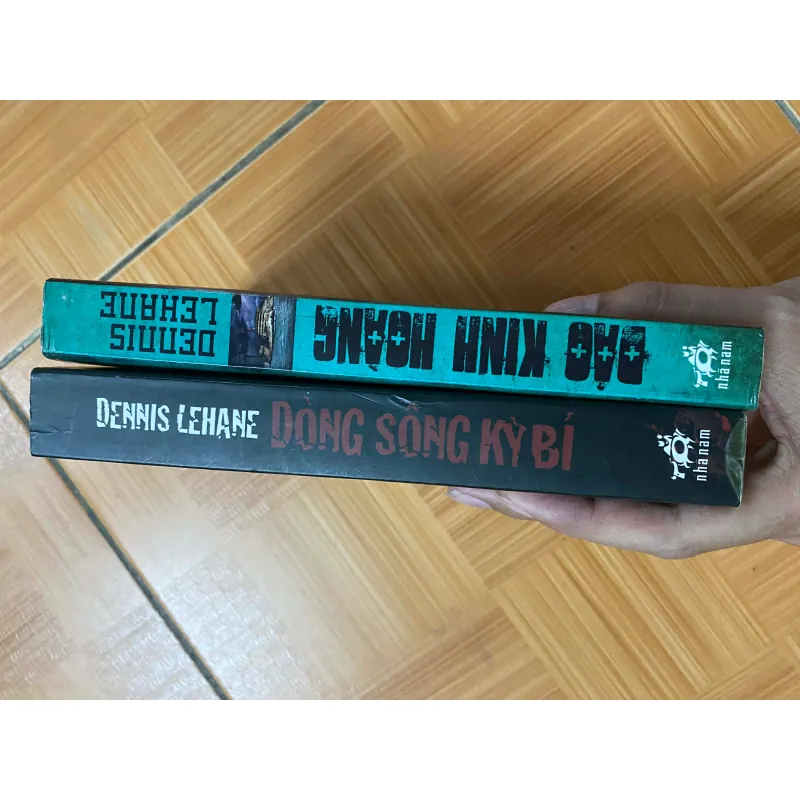 DENNIS
LEHANE
ĐẢO KINH HOÀNG
nhã nam
DENNIS LEHANE DÒNG SÔNG KỲ BÍ
nhã nam